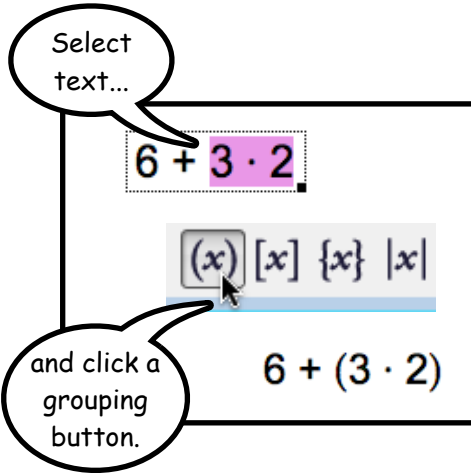 Select
text...
6 + 3 · 2
(x) [x] {x} |x|
and click a
grouping
button.
6 + (3 · 2)